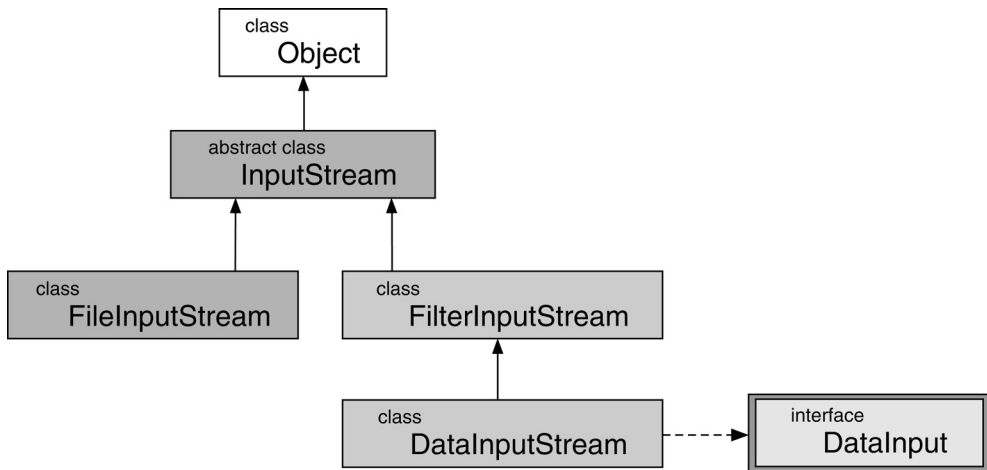 class
Object
abstract class
InputStream
class
FileInputStream
class
FilterInputStream
class
DataInputStream
interface
DataInput